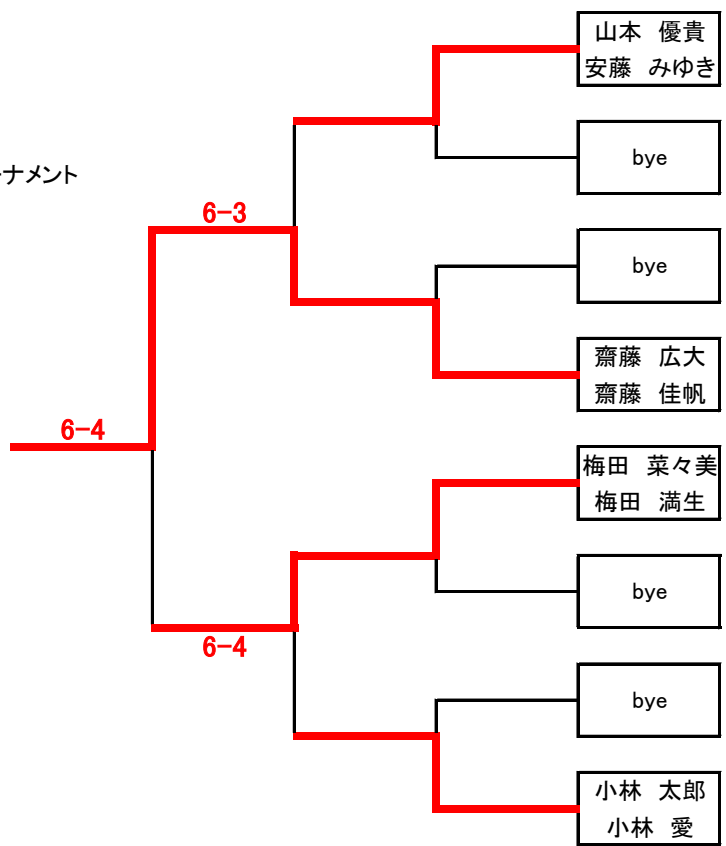 山本 優貴
安藤 みゆき
bye
ーナメント
6-3
bye
齋藤 広大
齋藤 佳帆
6-4
梅田 菜々美
梅田 満生
bye
6-4
bye
小林 太郎
小林 愛